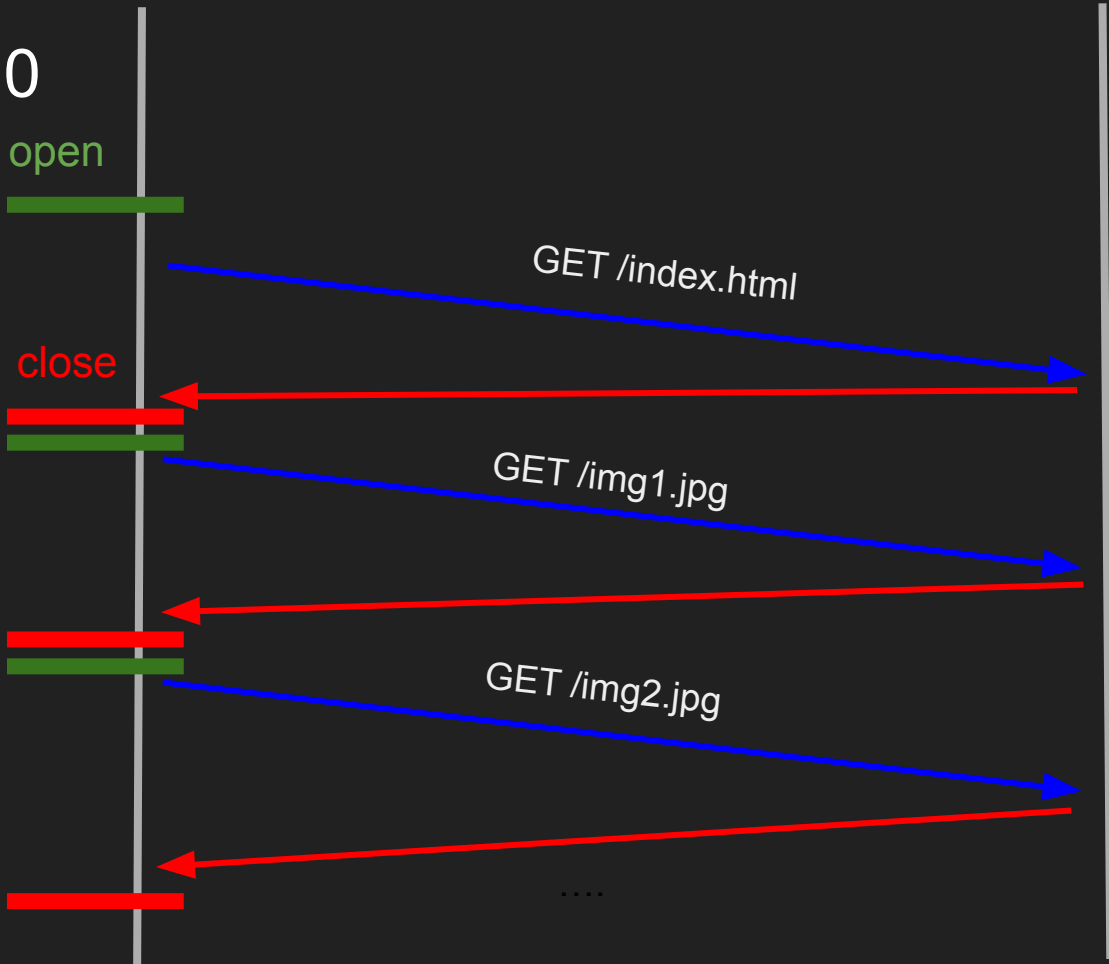 0
open
GET /index.html
close
GET /img1.jpg
GET /img2.jpg
....